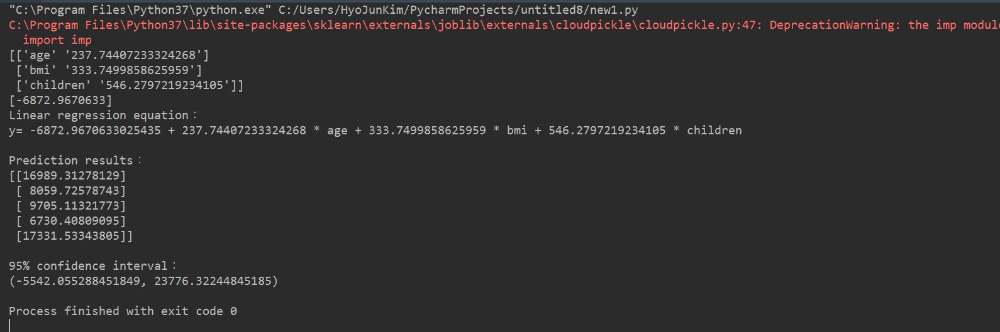 "C:\Program Files\Python37\python.exe" C:/Users/HyoJunKim/PycharmProjects/untitled8/new1.py
C:\Program Files\Python37\lib\site-packages\sklearn\externals\joblib\externals\cloudpickle\cloudpickle.py:47: DeprecationWarning: the imp module
  import imp
[['age' '237.74407233324268']
 ['bmi' '333.7499858625959']
 ['children' '546.2797219234105']]
[-6872.9670633]
Linear regression equation：
y= -6872.9670633025435 + 237.74407233324268 * age + 333.7499858625959 * bmi + 546.2797219234105 * children
Prediction results：
[[16989.31278129]
 [ 8059.72578743]
 [ 9705.11321773]
 [ 6730.40809095]
 [17331.53343805]]
95% confidence interval：
(-5542.055288451849, 23776.32244845185)
Process finished with exit code 0